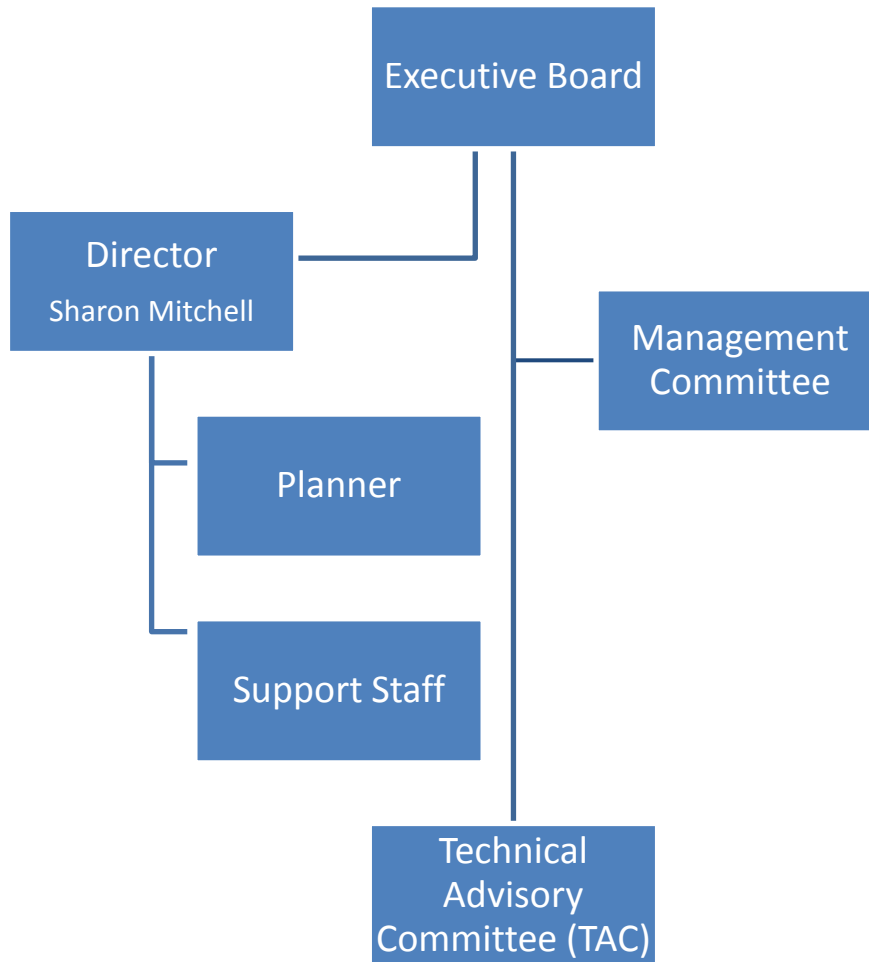 Executive Board
Director
Sharon Mitchell
Management
Committee
Planner
Support Staff
Technical
Advisory
Committee (TAC)